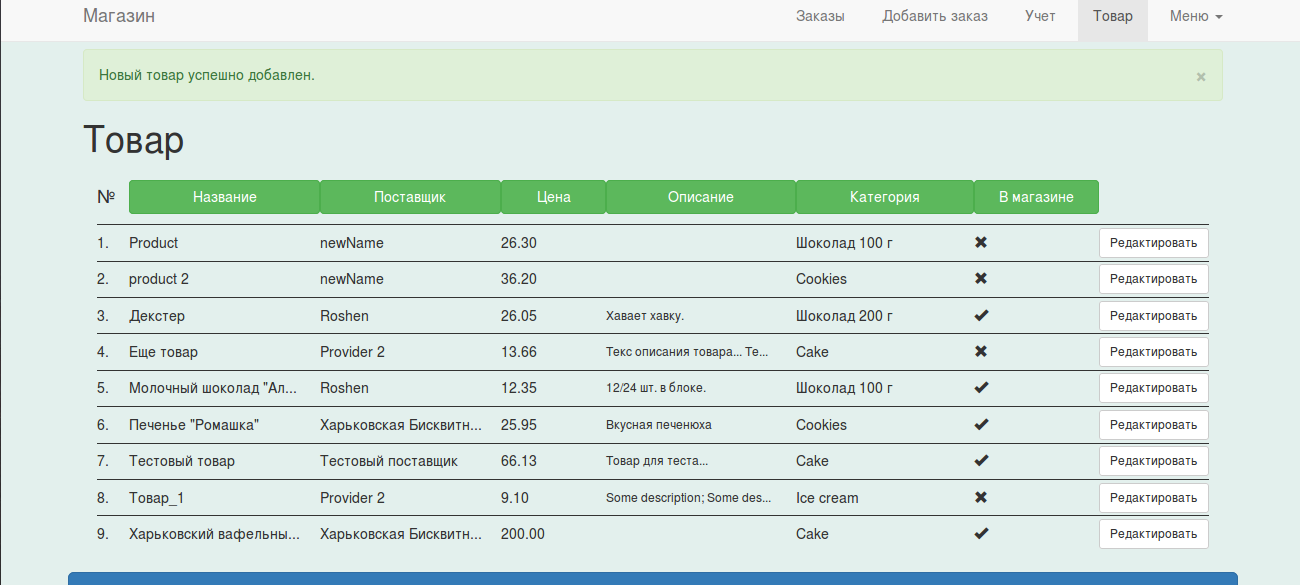 Магазин Заказы Добавить заказ Учет Товар Меню
Новый товар успешно добавлен. ×
Товар
№ Название Поставщик Цена Описание Категория В магазине
1. Product newName 26.30 Шоколад 100 г ✖ Редактировать
2. product 2 newName 36.20 Cookies ✖ Редактировать
3. Декстер Roshen 26.05 Хавает хавку. Шоколад 200 г ✔ Редактировать
4. Еще товар Provider 2 13.66 Текс описания товара... Те... Cake ✖ Редактировать
5. Молочный шоколад "Ал... Roshen 12.35 12/24 шт. в блоке. Шоколад 100 г ✔ Редактировать
6. Печенье "Ромашка" Харьковская Бисквитн... 25.95 Вкусная печенюха Cookies ✔ Редактировать
7. Тестовый товар Тестовый поставщик 66.13 Товар для теста... Cake ✔ Редактировать
8. Товар_1 Provider 2 9.10 Some description; Some des... Ice cream ✖ Редактировать
9. Харьковский вафельны... Харьковская Бисквитн... 200.00 Cake ✔ Редактировать